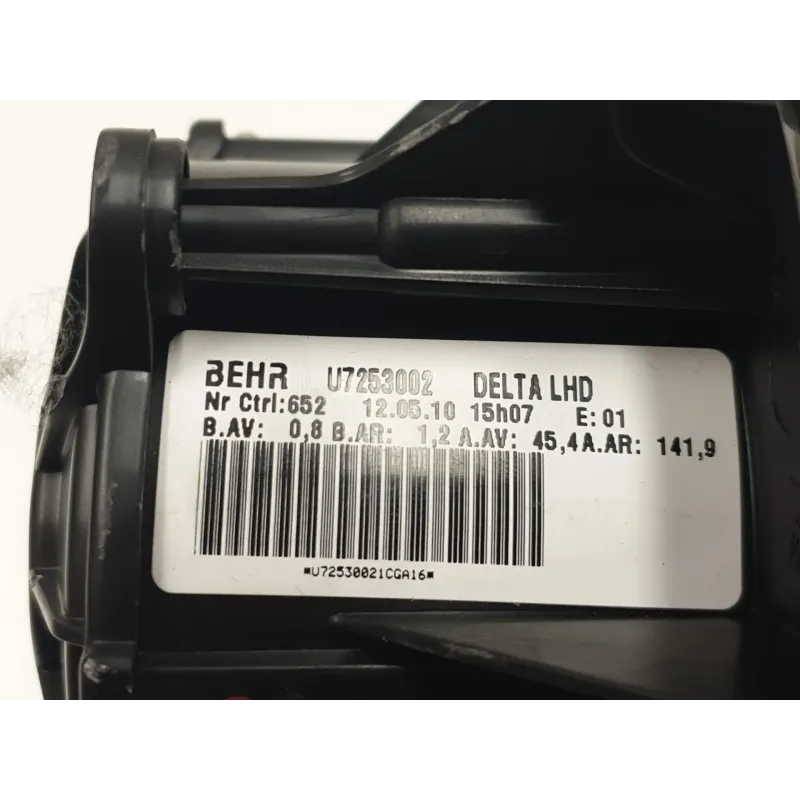 BEHR U7253002 DELTA LHD
Nr Ctrl:652 12.05.10 15h07 E:01
B.AV: 0,8 B.AR: 1,2 A.AV: 45,4A.AR: 141,9
*U72530021CGA16*